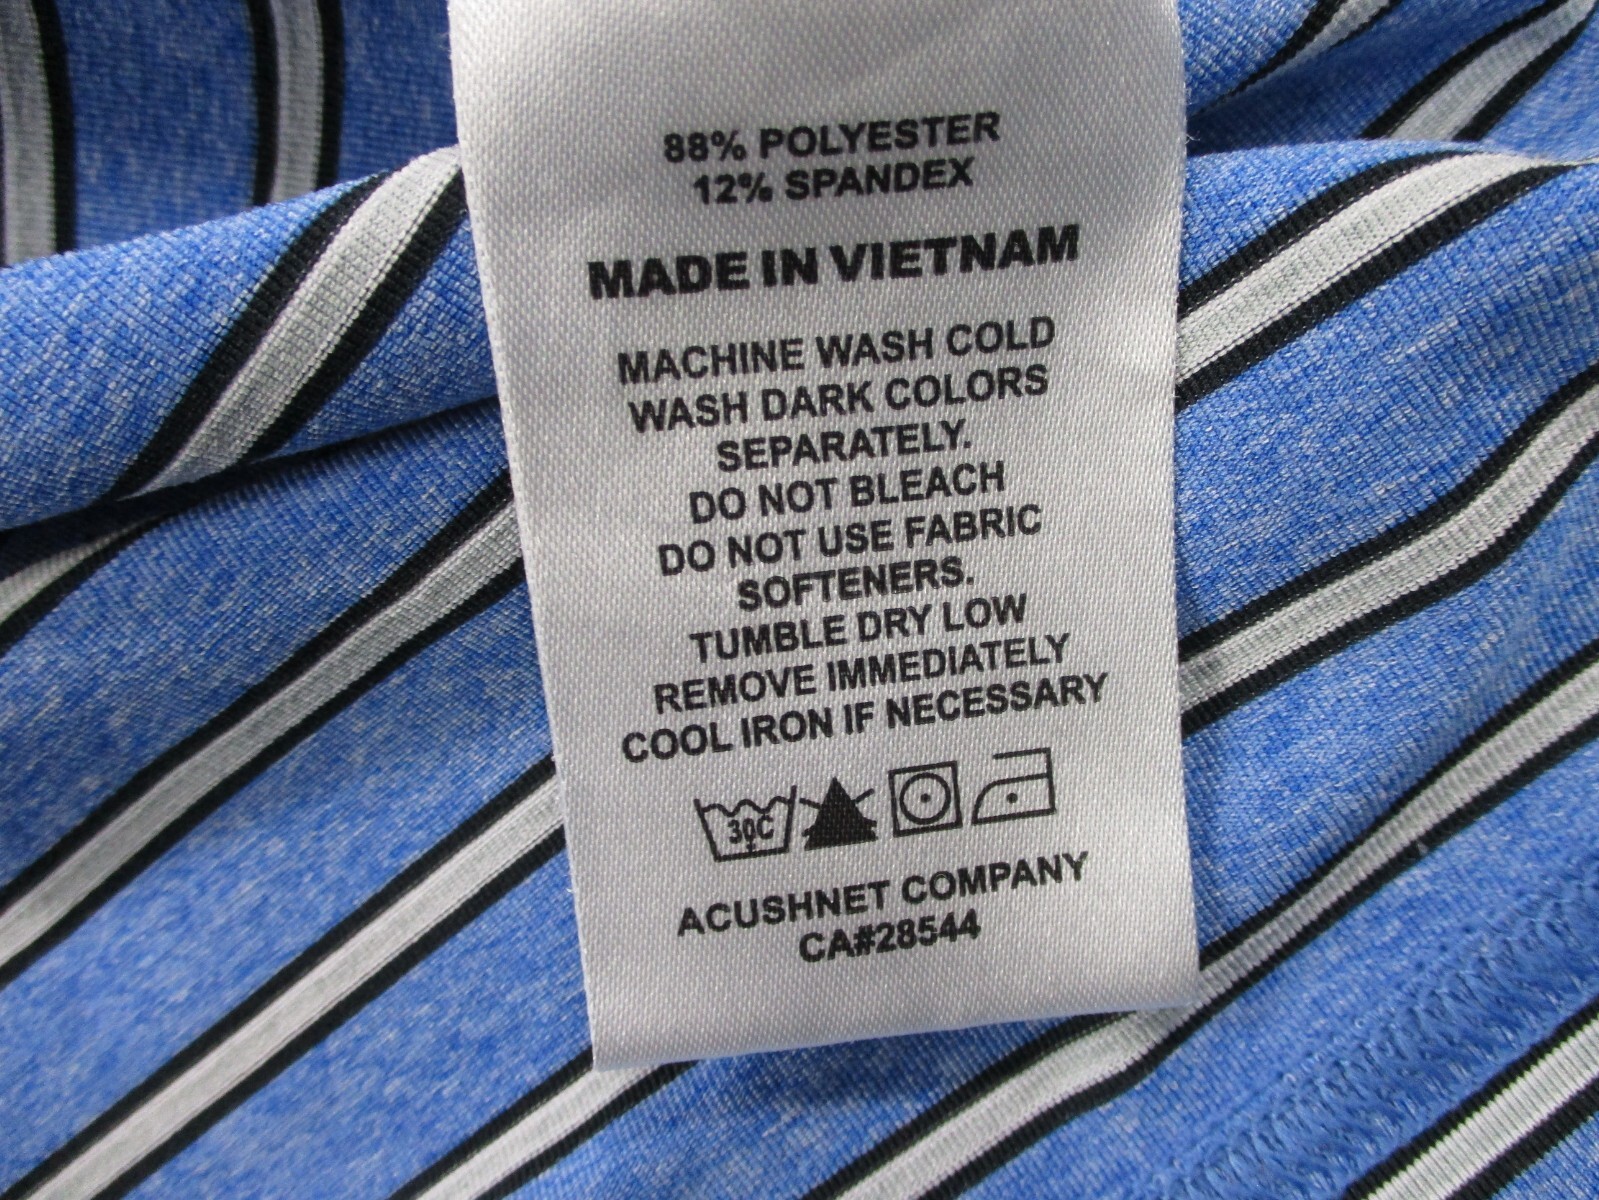 88% POLYESTER
12% SPANDEX
MADE IN VIETNAM
MACHINE WASH COLD
WASH DARK COLORS
SEPARATELY.
DO NOT BLEACH
DO NOT USE FABRIC
SOFTENERS.
TUMBLE DRY LOW
REMOVE IMMEDIATELY
COOL IRON IF NECESSARY
30C
ACUSHNET COMPANY
CA#28544